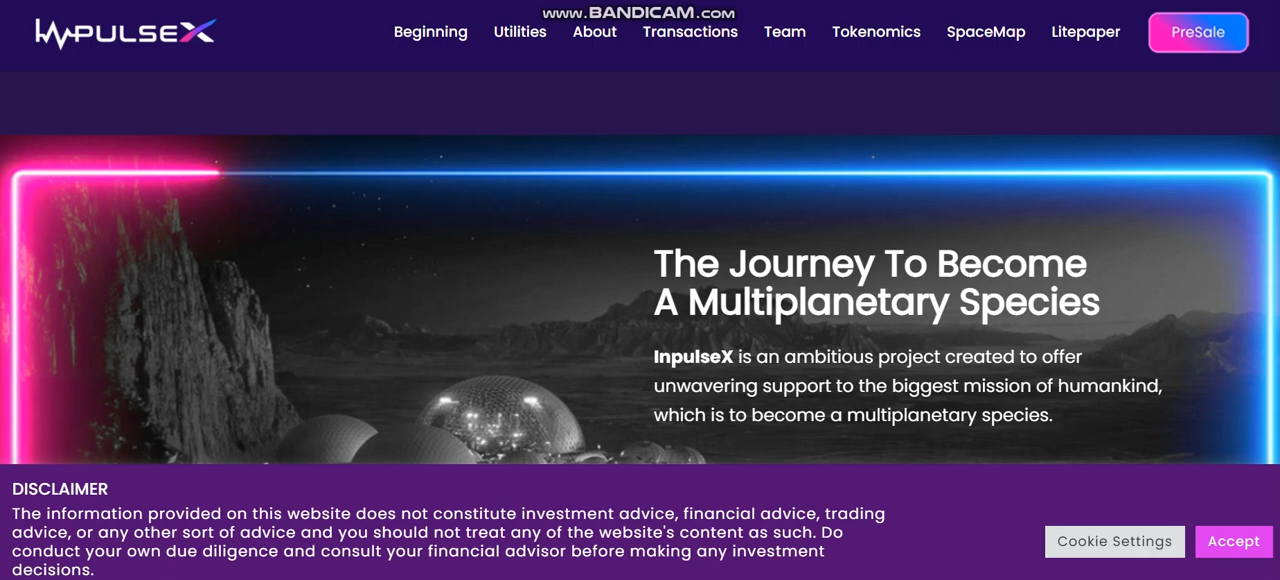 www.BANDICAM.com
INPULSEX
Beginning Utilities About Transactions Team Tokenomics SpaceMap Litepaper PreSale
The Journey To Become
A Multiplanetary Species
InpulseX is an ambitious project created to offer
unwavering support to the biggest mission of humankind,
which is to become a multiplanetary species.
DISCLAIMER
The information provided on this website does not constitute investment advice, financial advice, trading
advice, or any other sort of advice and you should not treat any of the website's content as such. Do
conduct your own due diligence and consult your financial advisor before making any investment
decisions.
Cookie Settings Accept